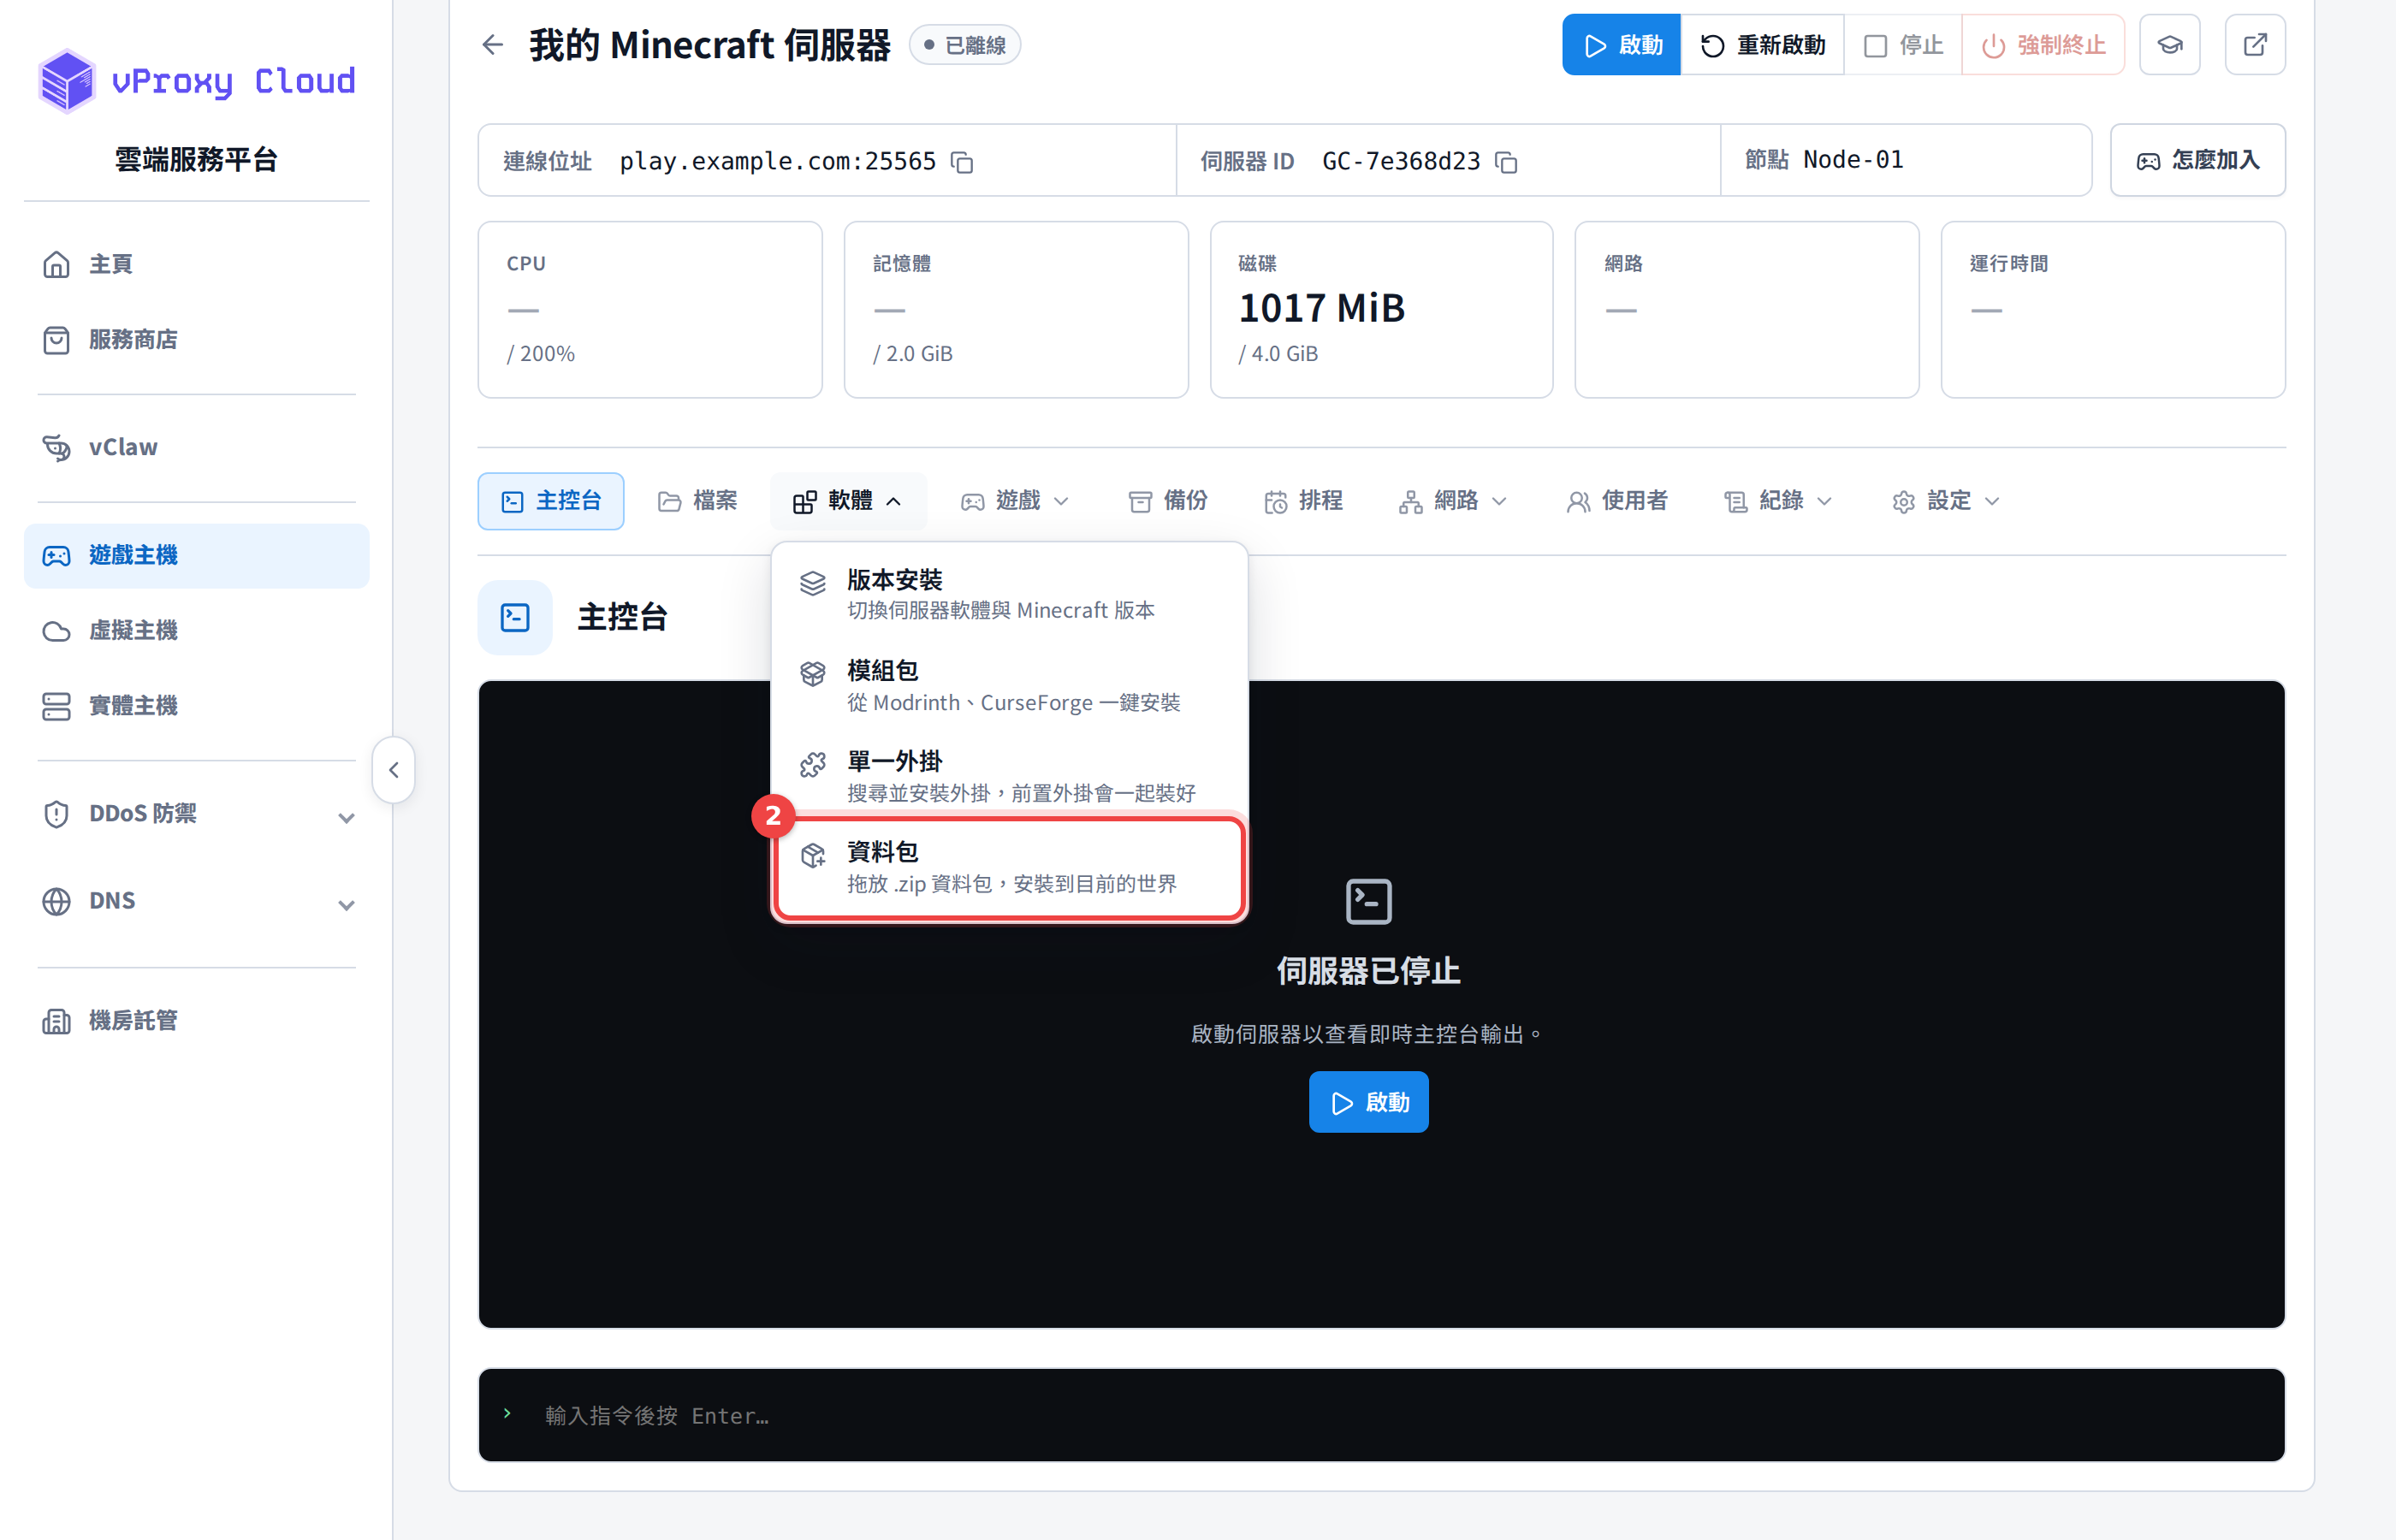 vProxy Cloud
雲端服務平台
主頁
服務商店
vClaw
遊戲主機
虛擬主機
實體主機
DDoS 防禦
DNS
機房託管
我的 Minecraft 伺服器
已離線
啟動
重新啟動
停止
強制終止
連線位址 play.example.com:25565
伺服器 ID GC-7e368d23
節點 Node-01
怎麼加入
CPU
—
/ 200%
記憶體
—
/ 2.0 GiB
磁碟
1017 MiB
/ 4.0 GiB
網路
—
運行時間
—
主控台
檔案
軟體
遊戲
備份
排程
網路
使用者
紀錄
設定
主控台
版本安裝
切換伺服器軟體與 Minecraft 版本
模組包
從 Modrinth、CurseForge 一鍵安裝
單一外掛
搜尋並安裝外掛，前置外掛會一起裝好
2
資料包
拖放 .zip 資料包，安裝到目前的世界
伺服器已停止
啟動伺服器以查看即時主控台輸出。
啟動
› 輸入指令後按 Enter…